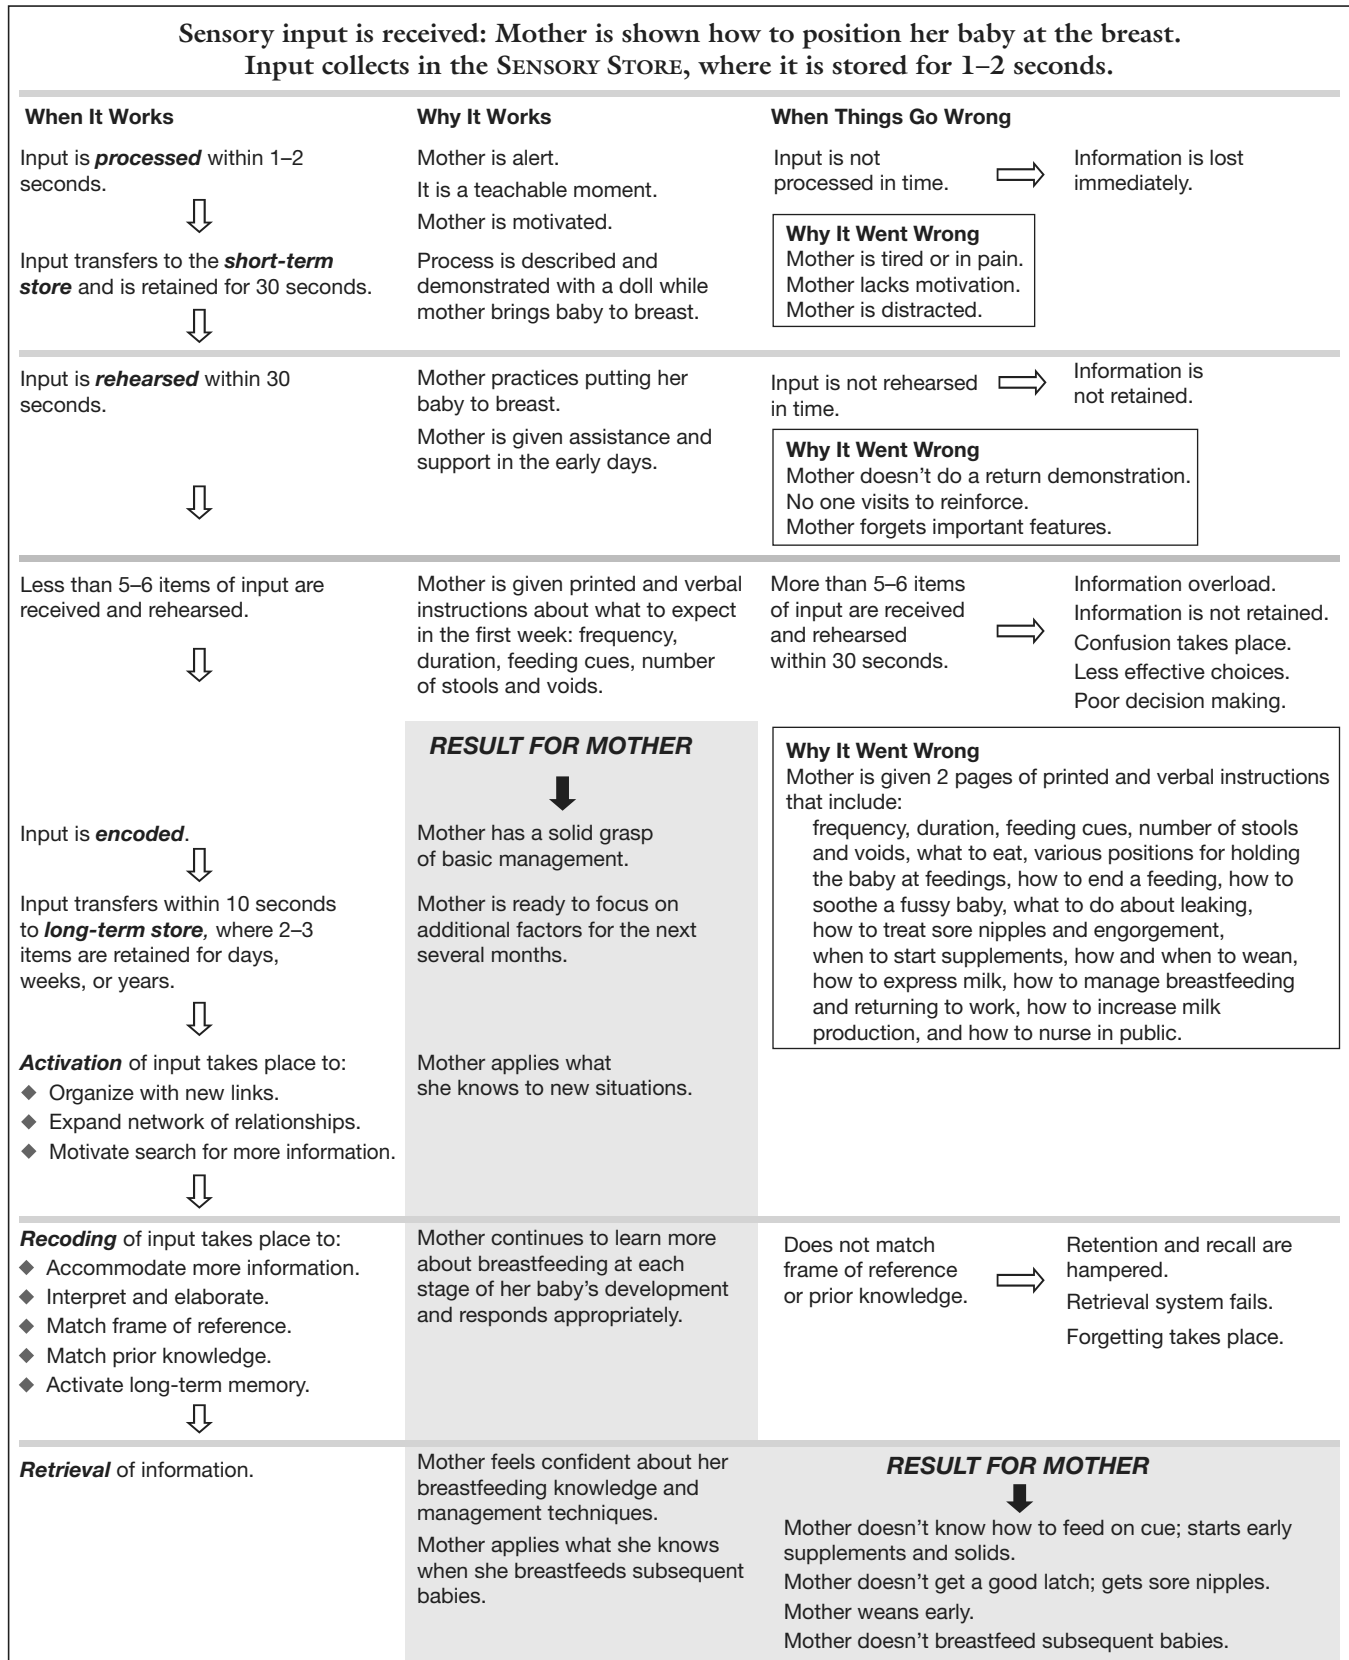 Sensory input is received: Mother is shown how to position her baby at the breast.
Input collects in the SENSORY STORE, where it is stored for 1–2 seconds.
When It Works
Why It Works
When Things Go Wrong
Input is processed within 1–2
seconds.
Mother is alert.
It is a teachable moment.
Mother is motivated.
Input is not
processed in time.
Information is lost
immediately.
Input transfers to the short-term
store and is retained for 30 seconds.
Process is described and
demonstrated with a doll while
mother brings baby to breast.
Why It Went Wrong
Mother is tired or in pain.
Mother lacks motivation.
Mother is distracted.
Input is rehearsed within 30
seconds.
Mother practices putting her
baby to breast.
Mother is given assistance and
support in the early days.
Input is not rehearsed
in time.
Information is
not retained.
Why It Went Wrong
Mother doesn't do a return demonstration.
No one visits to reinforce.
Mother forgets important features.
Less than 5–6 items of input are
received and rehearsed.
Mother is given printed and verbal
instructions about what to expect
in the first week: frequency,
duration, feeding cues, number
of stools and voids.
More than 5–6 items
of input are received
and rehearsed
within 30 seconds.
Information overload.
Information is not retained.
Confusion takes place.
Less effective choices.
Poor decision making.
RESULT FOR MOTHER
Why It Went Wrong
Mother is given 2 pages of printed and verbal instructions
that include:
frequency, duration, feeding cues, number of stools
and voids, what to eat, various positions for holding
the baby at feedings, how to end a feeding, how to
soothe a fussy baby, what to do about leaking,
how to treat sore nipples and engorgement,
when to start supplements, how and when to wean,
how to express milk, how to manage breastfeeding
and returning to work, how to increase milk
production, and how to nurse in public.
Input is encoded.
Mother has a solid grasp
of basic management.
Input transfers within 10 seconds
to long-term store, where 2–3
items are retained for days,
weeks, or years.
Mother is ready to focus on
additional factors for the next
several months.
Activation of input takes place to:
◆ Organize with new links.
◆ Expand network of relationships.
◆ Motivate search for more information.
Mother applies what
she knows to new situations.
Recoding of input takes place to:
◆ Accommodate more information.
◆ Interpret and elaborate.
◆ Match frame of reference.
◆ Match prior knowledge.
◆ Activate long-term memory.
Mother continues to learn more
about breastfeeding at each
stage of her baby's development
and responds appropriately.
Does not match
frame of reference
or prior knowledge.
Retention and recall are
hampered.
Retrieval system fails.
Forgetting takes place.
Retrieval of information.
Mother feels confident about her
breastfeeding knowledge and
management techniques.
Mother applies what she knows
when she breastfeeds subsequent
babies.
RESULT FOR MOTHER
Mother doesn't know how to feed on cue; starts early
supplements and solids.
Mother doesn't get a good latch; gets sore nipples.
Mother weans early.
Mother doesn't breastfeed subsequent babies.